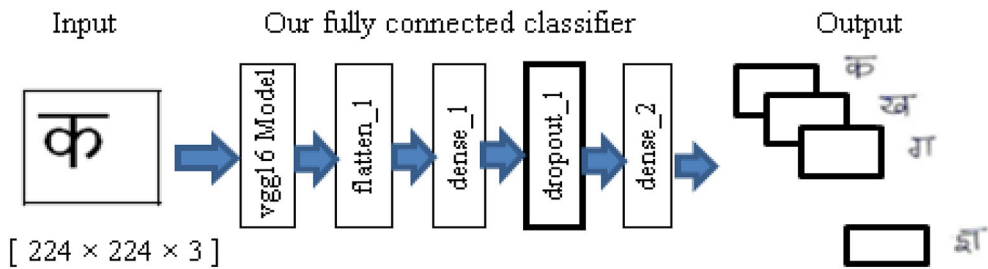 Input
Our fully connected classifier
Output
क
vgg16 Model
flatten_1
dense_1
dropout_1
dense_2
क
ख
ग
ज्ञ
[ 224 × 224 × 3 ]